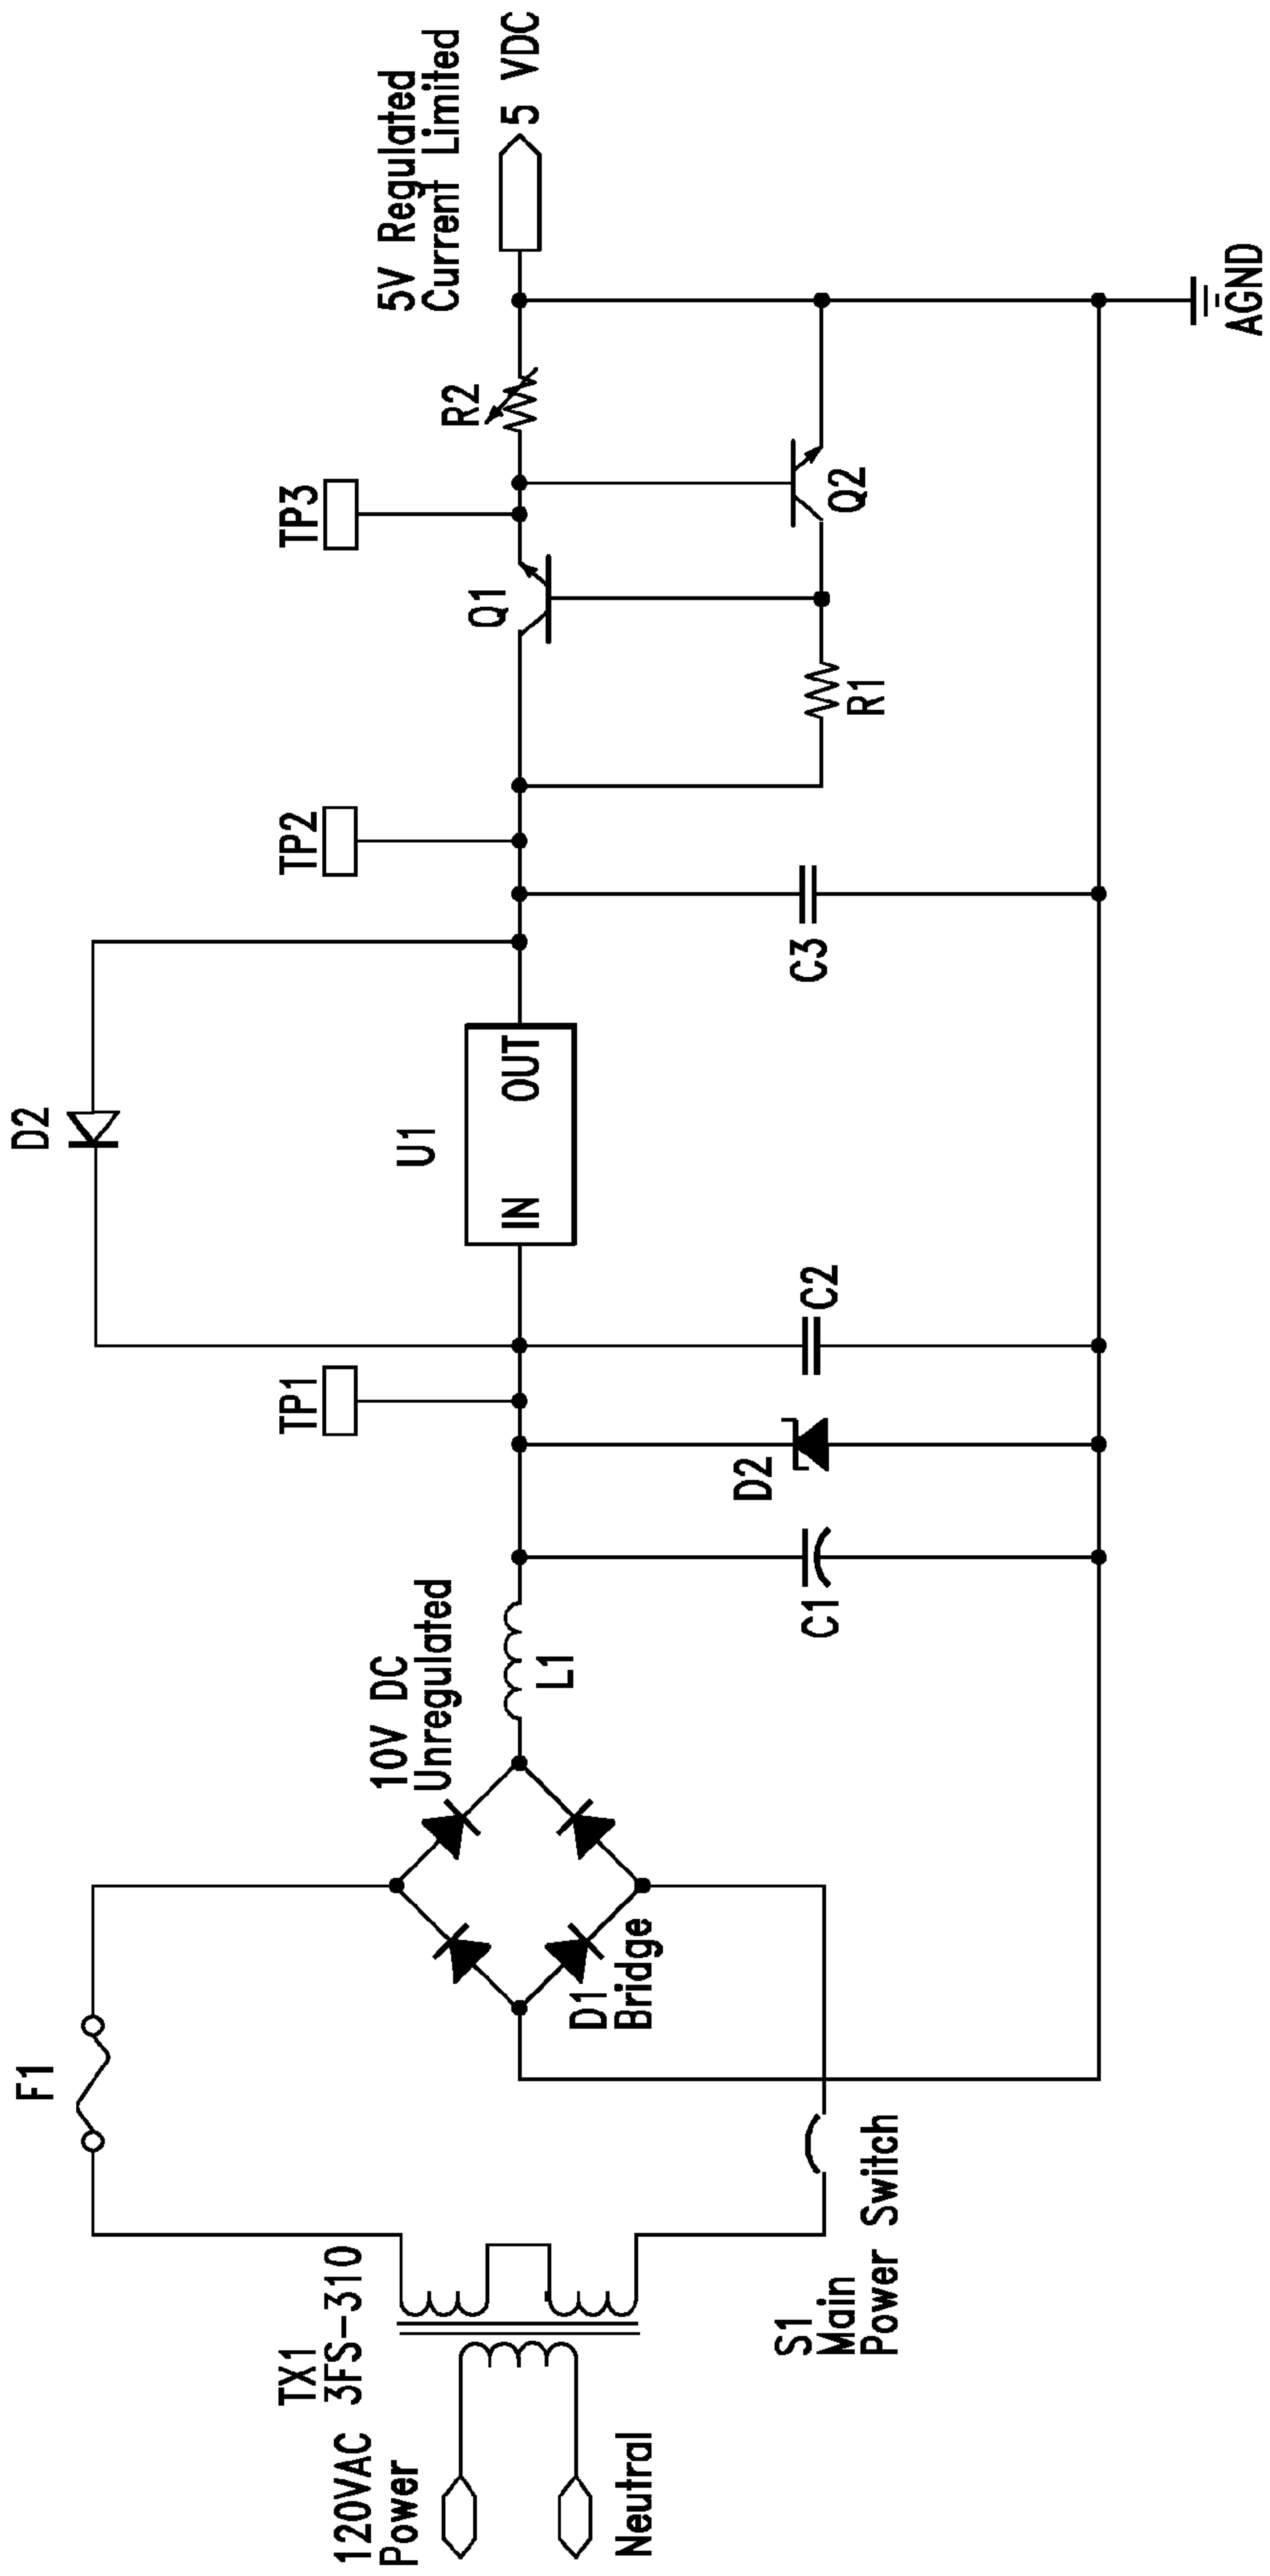 120VAC
Power
Neutral
TX1
3FS-310
F1
S1
Main
Power Switch
D1
Bridge
10V DC
Unregulated
L1
C1
D2
TP1
C2
D2
U1
IN
OUT
C3
TP2
R1
Q1
TP3
Q2
R2
5V Regulated
Current Limited
5 VDC
AGND